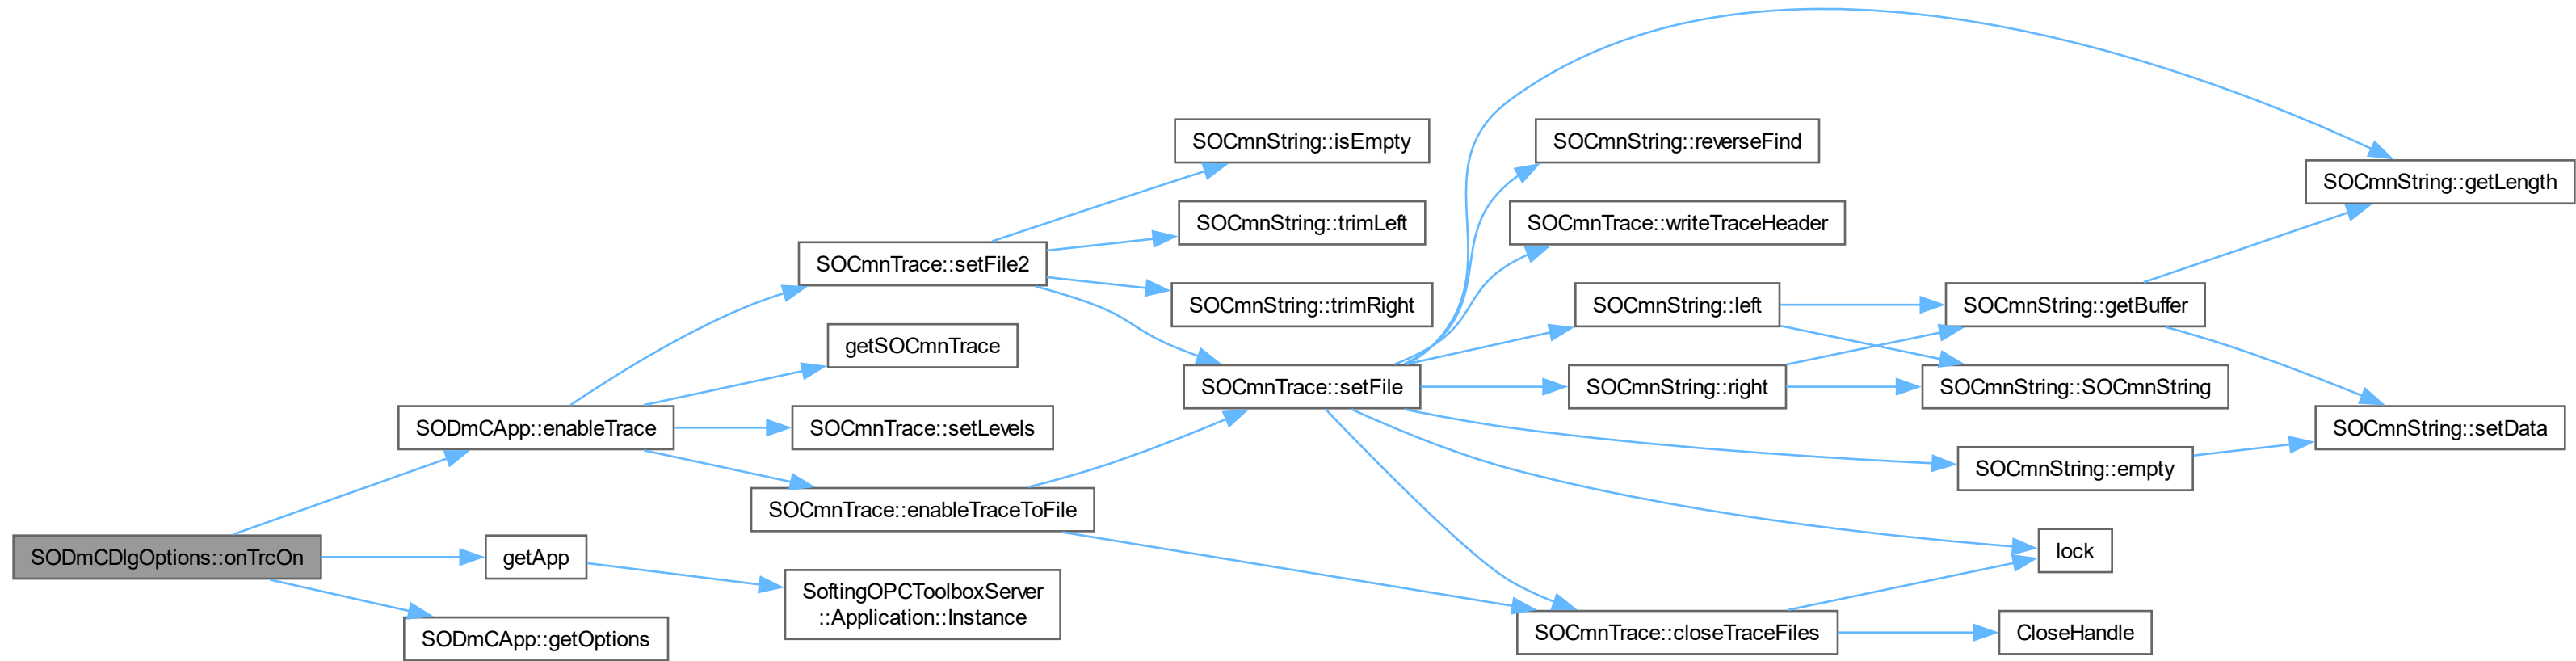 SODmCDlgOptions::onTrcOn
SODmCApp::enableTrace
getApp
SODmCApp::getOptions
SOCmnTrace::setFile2
getSOCmnTrace
SOCmnTrace::setLevels
SOCmnTrace::enableTraceToFile
SoftingOPCToolboxServer
::Application::Instance
SOCmnString::isEmpty
SOCmnString::trimLeft
SOCmnString::trimRight
SOCmnTrace::setFile
SOCmnString::reverseFind
SOCmnTrace::writeTraceHeader
SOCmnString::left
SOCmnString::right
SOCmnTrace::closeTraceFiles
SOCmnString::getBuffer
SOCmnString::SOCmnString
SOCmnString::empty
lock
CloseHandle
SOCmnString::getLength
SOCmnString::setData